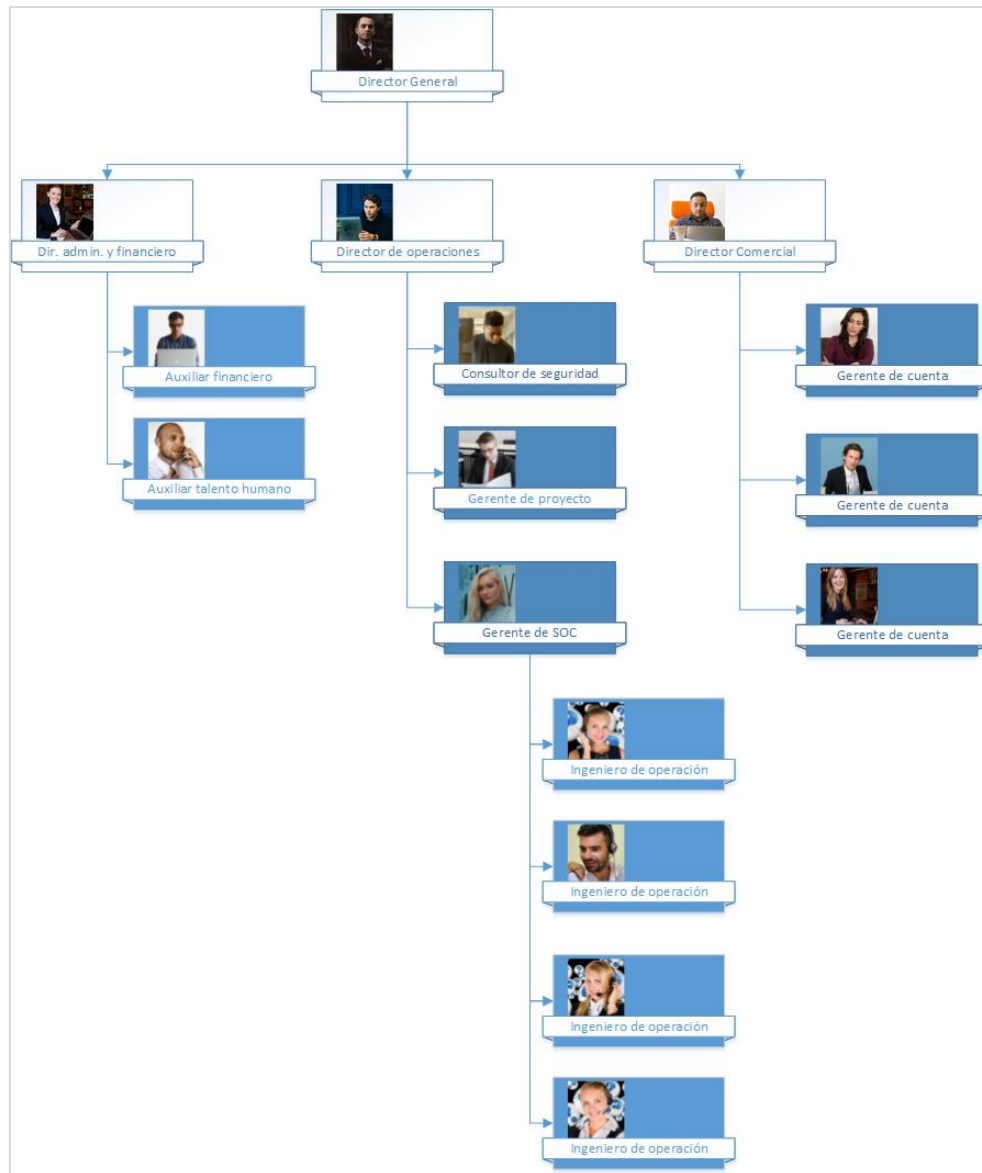 Director General
Dir. admin. y financiero
Director de operaciones
Director Comercial
Auxiliar financiero
Auxiliar talento humano
Consultor de seguridad
Gerente de proyecto
Gerente de SOC
Ingeniero de operación
Ingeniero de operación
Ingeniero de operación
Ingeniero de operación
Gerente de cuenta
Gerente de cuenta
Gerente de cuenta